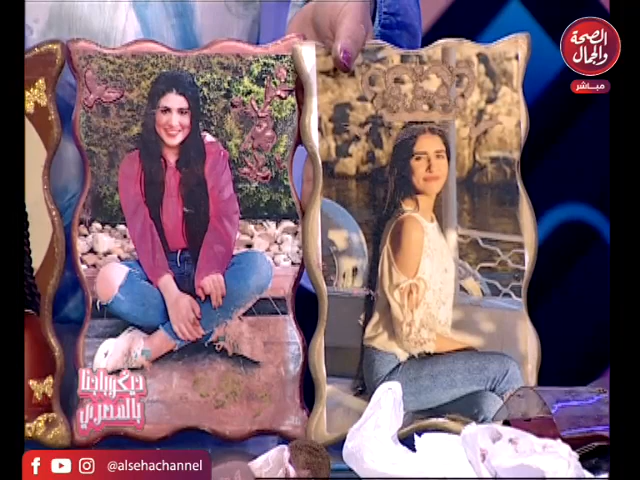 الصحة
والجمال
مباشر
ديكوراتنا
بالمصري
@alsehachannel